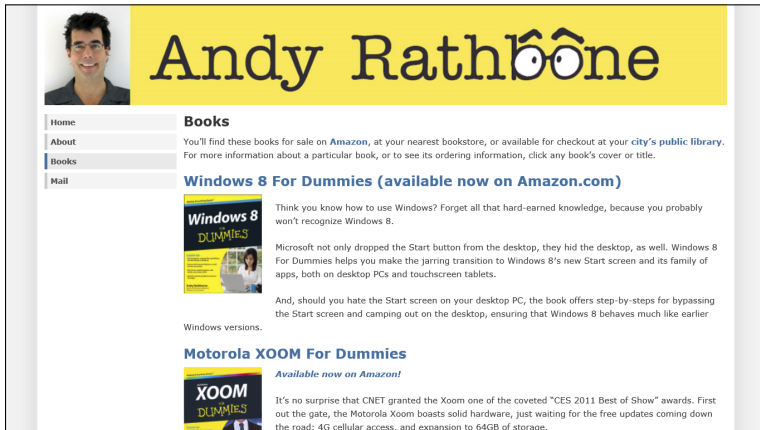 Andy Rathbone
Home
About
Books
Mail
Books
You'll find these books for sale on Amazon, at your nearest bookstore, or available for checkout at your city's public library.
For more information about a particular book, or to see its ordering information, click any book's cover or title.
Windows 8 For Dummies (available now on Amazon.com)
Windows 8
FOR
DUMMIES
Think you know how to use Windows? Forget all that hard-earned knowledge, because you probably
won't recognize Windows 8.
Microsoft not only dropped the Start button from the desktop, they hid the desktop, as well. Windows 8
For Dummies helps you make the jarring transition to Windows 8's new Start screen and its family of
apps, both on desktop PCs and touchscreen tablets.
And, should you hate the Start screen on your desktop PC, the book offers step-by-steps for bypassing
the Start screen and camping out on the desktop, ensuring that Windows 8 behaves much like earlier
Windows versions.
Motorola XOOM For Dummies
XOOM
FOR
DUMMIES
Available now on Amazon!
It's no surprise that CNET granted the Xoom one of the coveted "CES 2011 Best of Show" awards. First
out the gate, the Motorola Xoom boasts solid hardware, just waiting for the free updates coming down
the road: 4G cellular access, and expansion to 64GB of storage.